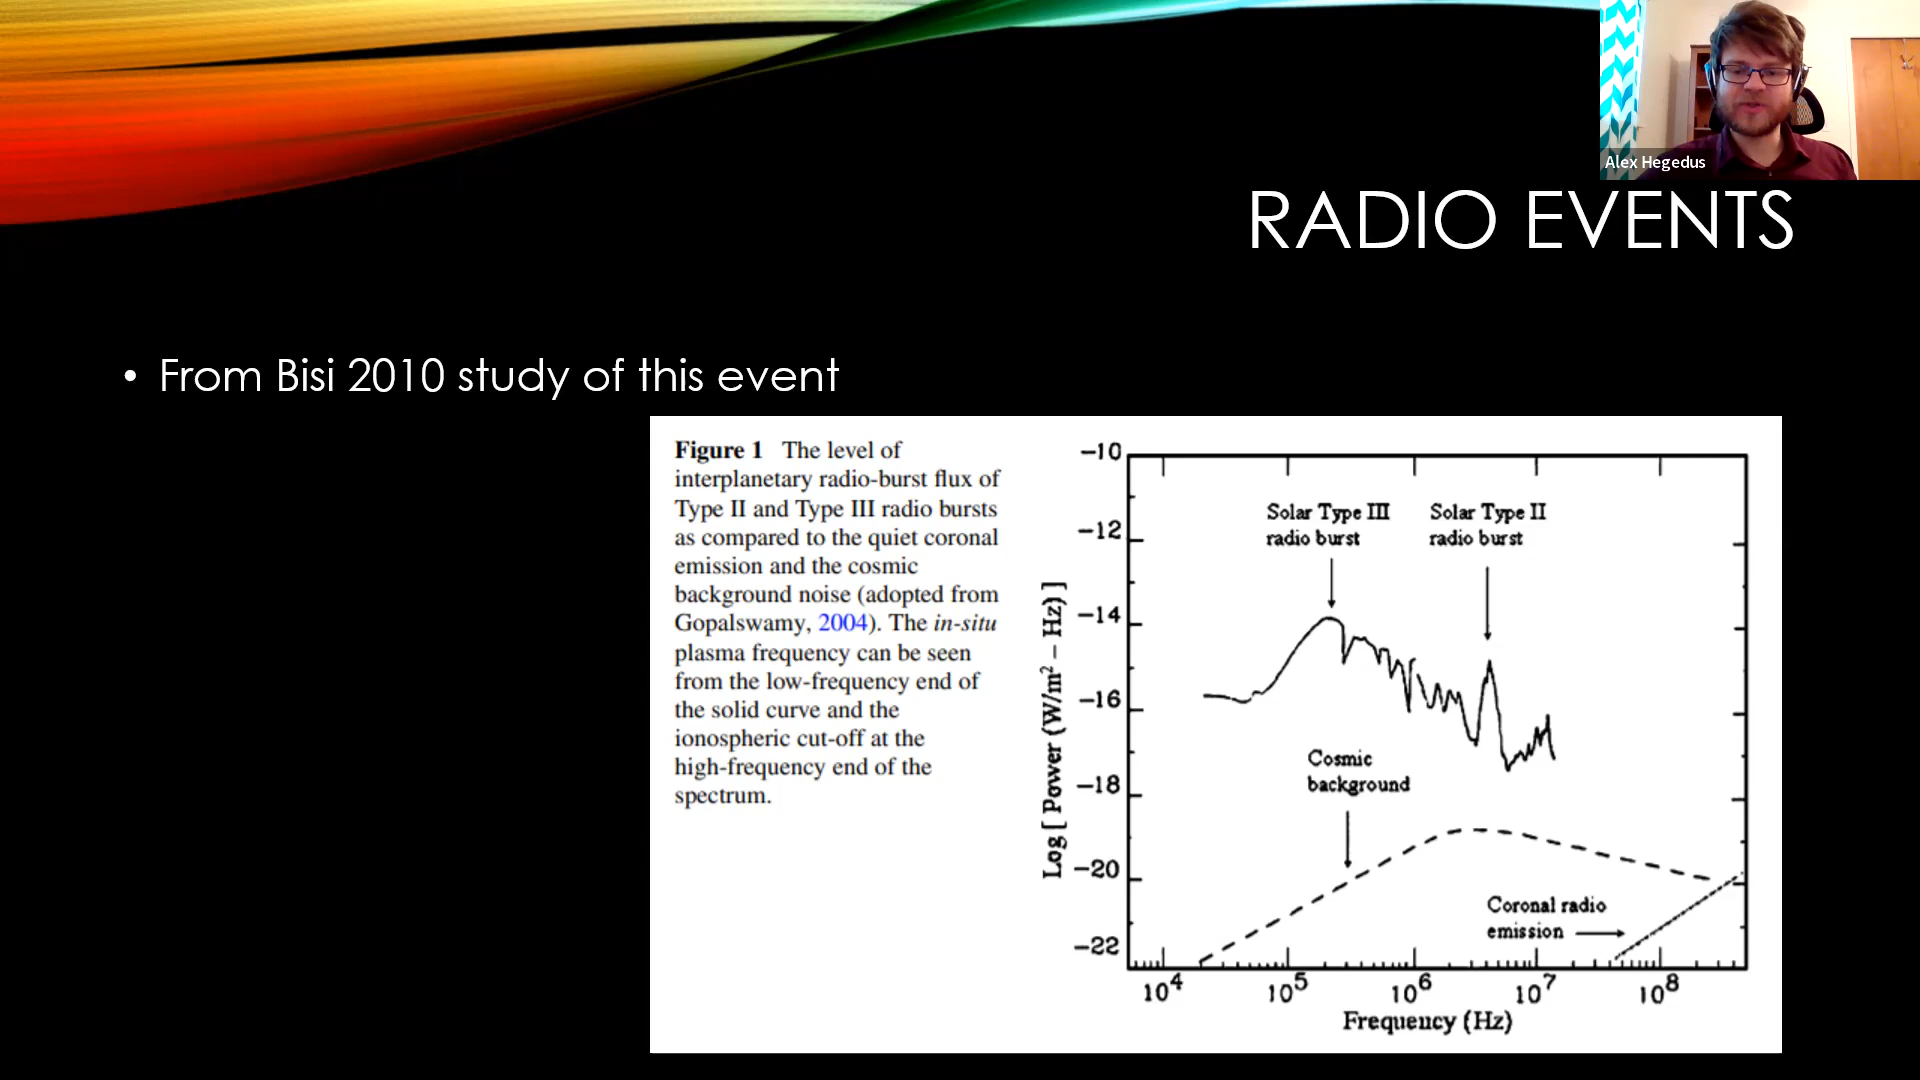 Alex Hegedus
RADIO EVENTS
• From Bisi 2010 study of this event
Figure 1 The level of
interplanetary radio-burst flux of
Type II and Type III radio bursts
as compared to the quiet coronal
emission and the cosmic
background noise (adopted from
Gopalswamy, 2004). The in-situ
plasma frequency can be seen
from the low-frequency end of
the solid curve and the
ionospheric cut-off at the
high-frequency end of the
spectrum.
Log [ Power (W/m² – Hz) ]
–10
–12
–14
–16
–18
–20
–22
Solar Type III
radio burst
Solar Type II
radio burst
Cosmic
background
Coronal radio
emission
10⁴ 10⁵ 10⁶ 10⁷ 10⁸
Frequency (Hz)